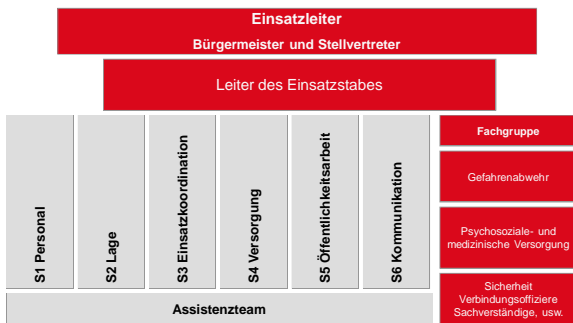 Einsatzleiter
Bürgermeister und Stellvertreter
Leiter des Einsatzstabes
S1 Personal
S2 Lage
S3 Einsatzkoordination
S4 Versorgung
S5 Öffentlichkeitsarbeit
S6 Kommunikation
Assistenzteam
Fachgruppe
Gefahrenabwehr
Psychosoziale- und
medizinische Versorgung
Sicherheit
Verbindungsoffiziere
Sachverständige, usw.